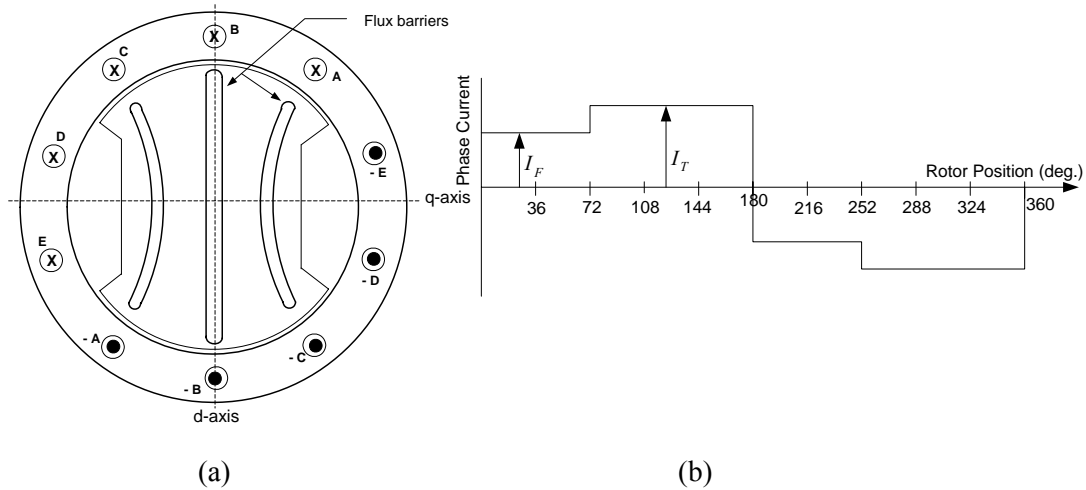 Flux barriers
B
C
X
X
A
X
D
X
- E
q-axis
E
X
- D
- A
- C
- B
d-axis
(a)
Phase Current
I_F
I_T
Rotor Position (deg.)
36 72 108 144 180 216 252 288 324 360
(b)